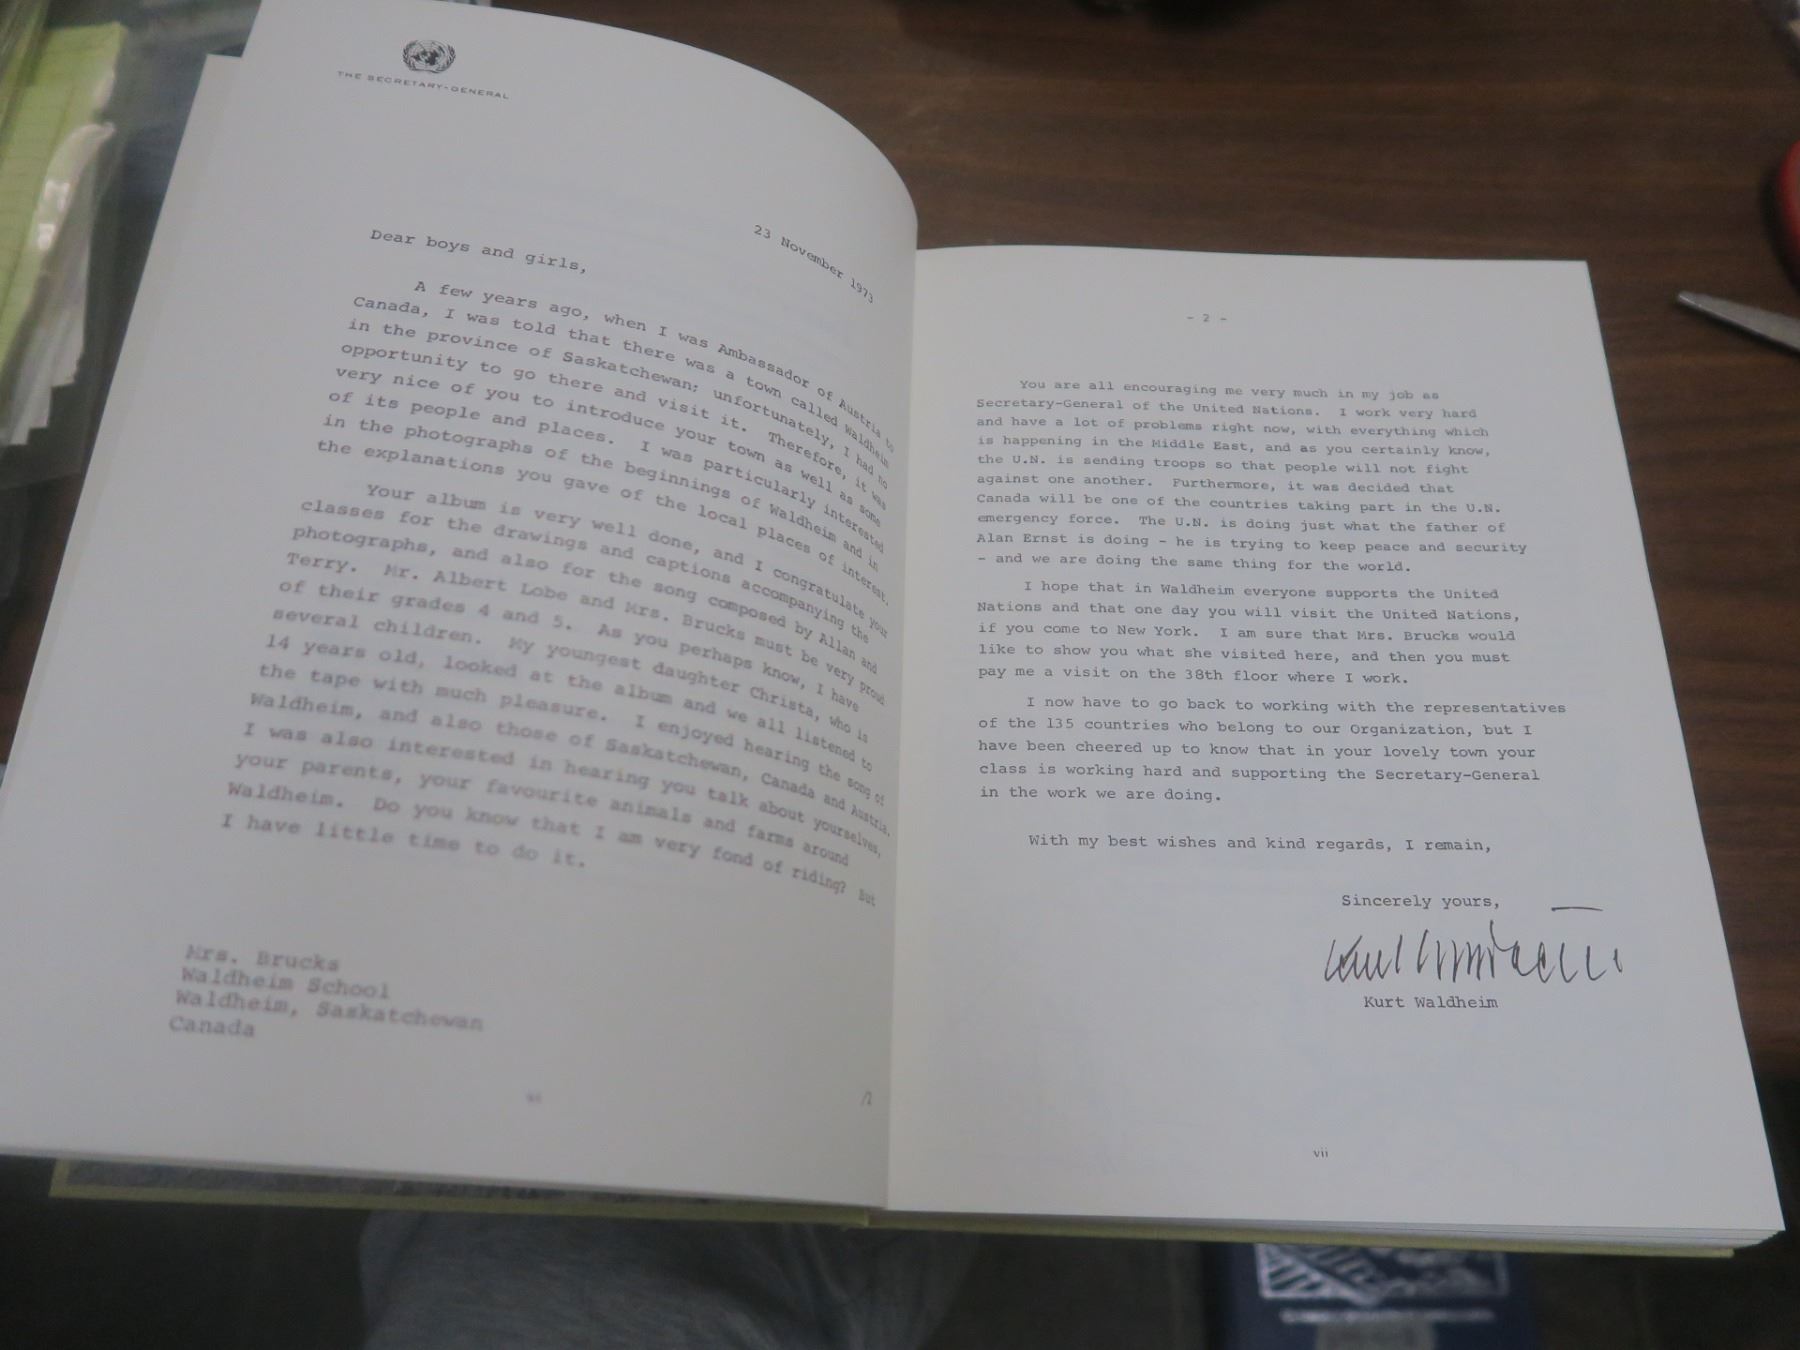 THE SECRETARY-GENERAL
23 November 1973
Dear boys and girls,
A few years ago, when I was Ambassador of Austria to
Canada, I was told that there was a town called Waldheim
in the province of Saskatchewan; unfortunately, I had no
opportunity to go there and visit it. Therefore, it was
very nice of you to introduce your town as well as some
of its people and places. I was particularly interested
in the photographs of the beginnings of Waldheim and in
the explanations you gave of the local places of interest.
Your album is very well done, and I congratulate your
classes for the drawings and captions accompanying the
photographs, and also for the song composed by Allan and
Terry. Mr. Albert Lobe and Mrs. Brucks must be very proud
of their grades 4 and 5. As you perhaps know, I have
several children. My youngest daughter Christa, who is
14 years old, looked at the album and we all listened to
the tape with much pleasure. I enjoyed hearing the song of
Waldheim, and also those of Saskatchewan, Canada and Austria.
I was also interested in hearing you talk about yourselves,
your parents, your favourite animals and farms around
Waldheim. Do you know that I am very fond of riding? But
I have little time to do it.
Mrs. Brucks
Waldheim School
Waldheim, Saskatchewan
Canada
/2
vi
- 2 -
You are all encouraging me very much in my job as
Secretary-General of the United Nations. I work very hard
and have a lot of problems right now, with everything which
is happening in the Middle East, and as you certainly know,
the U.N. is sending troops so that people will not fight
against one another. Furthermore, it was decided that
Canada will be one of the countries taking part in the U.N.
emergency force. The U.N. is doing just what the father of
Alan Ernst is doing - he is trying to keep peace and security
- and we are doing the same thing for the world.
I hope that in Waldheim everyone supports the United
Nations and that one day you will visit the United Nations,
if you come to New York. I am sure that Mrs. Brucks would
like to show you what she visited here, and then you must
pay me a visit on the 38th floor where I work.
I now have to go back to working with the representatives
of the 135 countries who belong to our Organization, but I
have been cheered up to know that in your lovely town your
class is working hard and supporting the Secretary-General
in the work we are doing.
With my best wishes and kind regards, I remain,
Sincerely yours,
Kurt Waldheim
Kurt Waldheim
vii